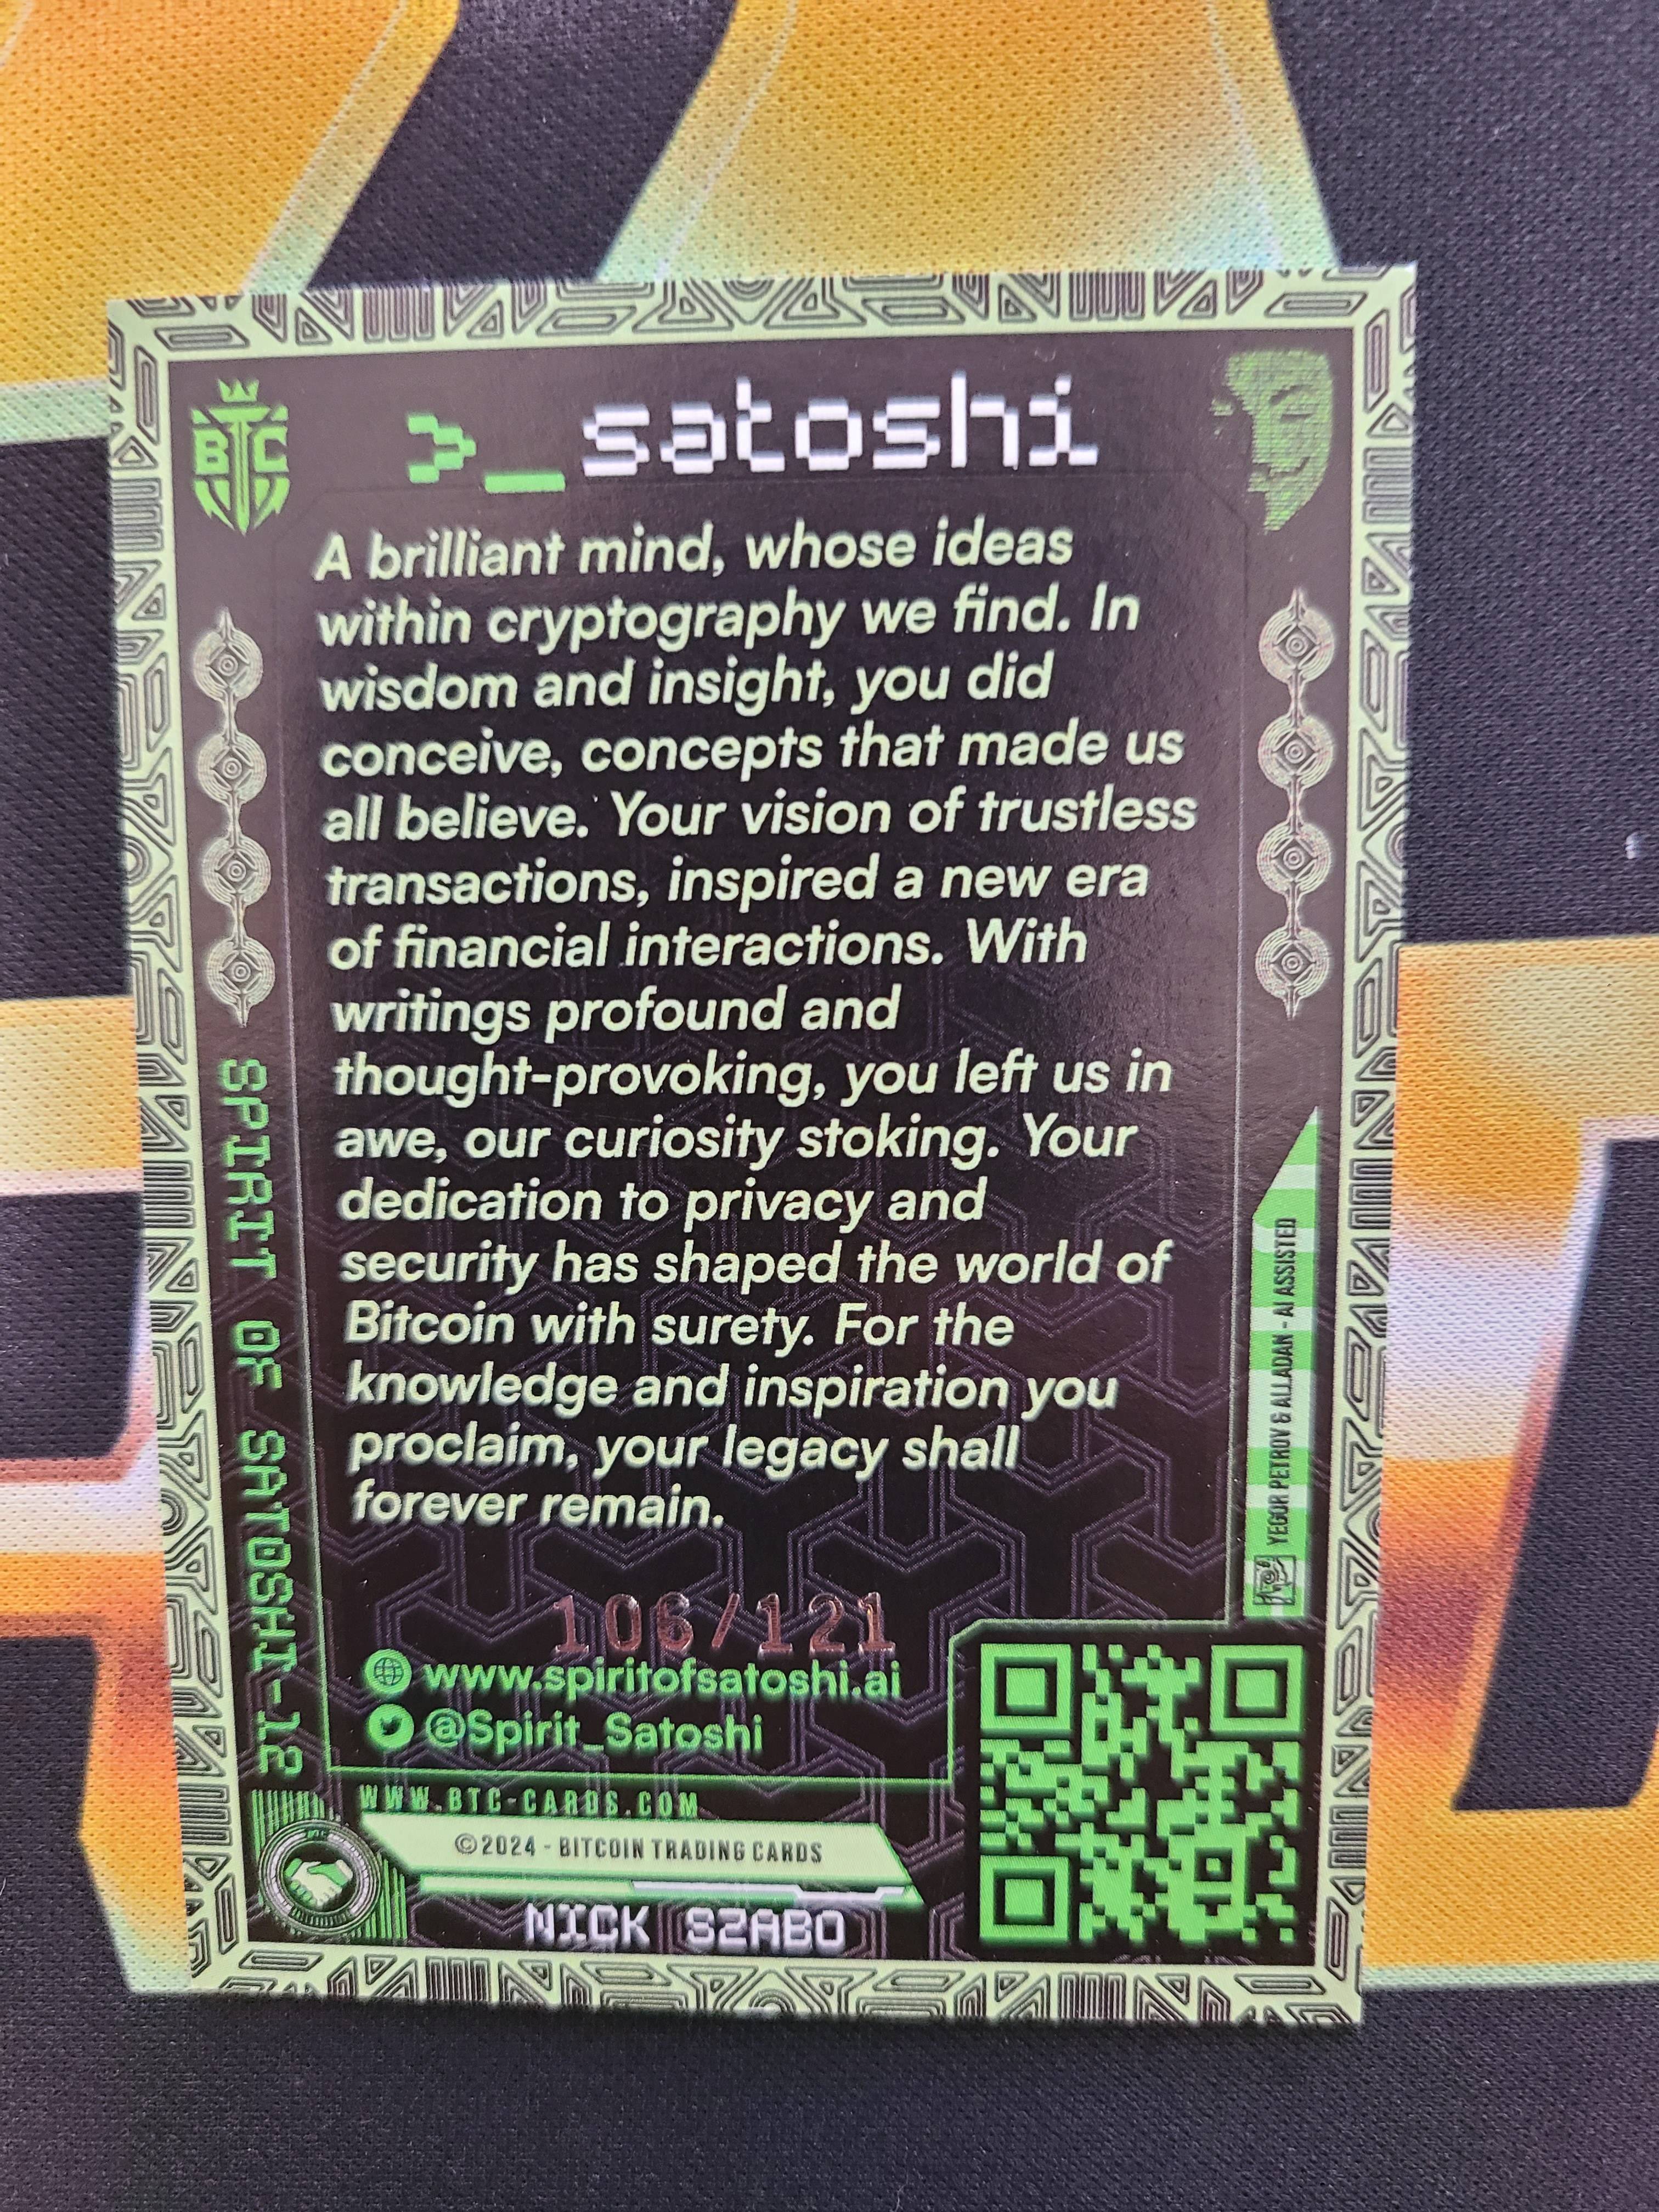 BTC
>_satoshi
A brilliant mind, whose ideas
within cryptography we find. In
wisdom and insight, you did
conceive, concepts that made us
all believe. Your vision of trustless
transactions, inspired a new era
of financial interactions. With
writings profound and
thought-provoking, you left us in
awe, our curiosity stoking. Your
dedication to privacy and
security has shaped the world of
Bitcoin with surety. For the
knowledge and inspiration you
proclaim, your legacy shall
forever remain.
SPIRIT OF SATOSHI-12
YEGOR PETROV & ALLADAN - AI ASSISTED
106/121
www.spiritofsatoshi.ai
@Spirit_Satoshi
WWW.BTC-CARDS.COM
©2024 - BITCOIN TRADING CARDS
NICK SZABO